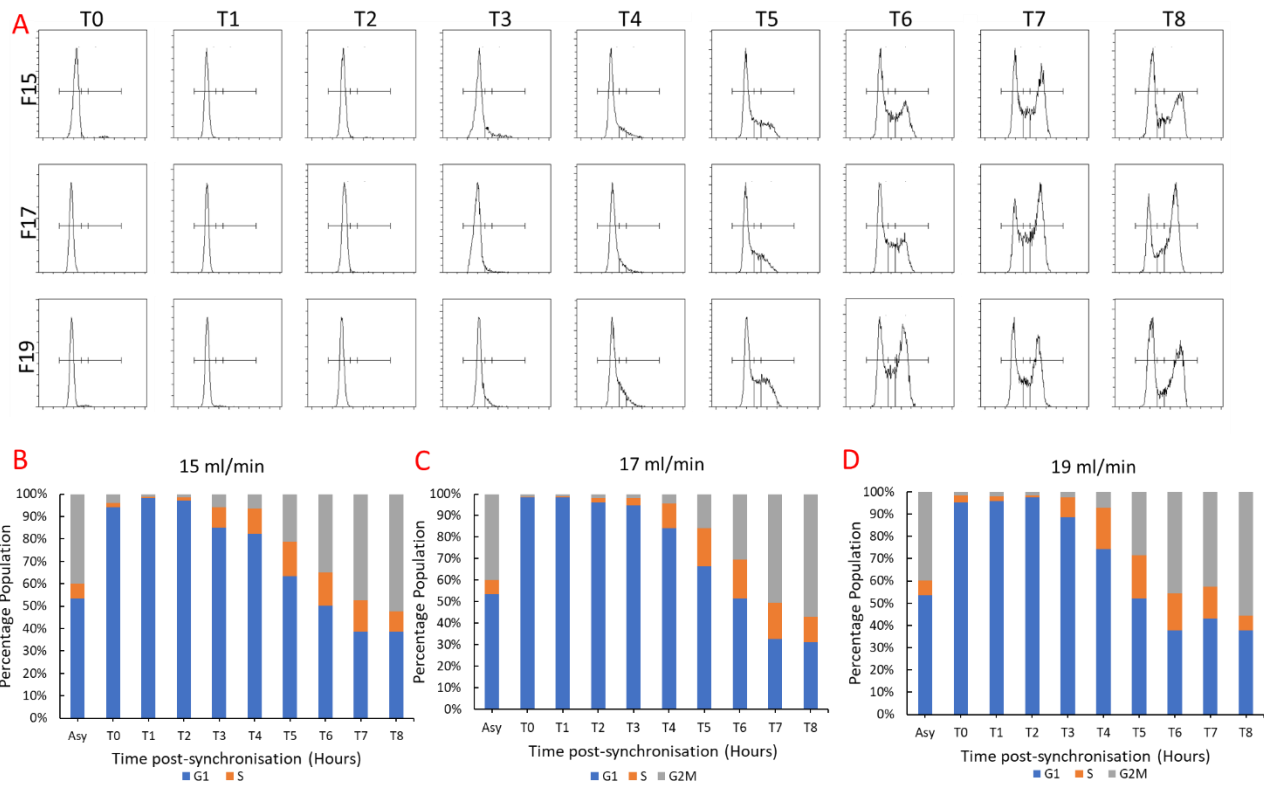 A
T0 T1 T2 T3 T4 T5 T6 T7 T8
F15
F17
F19
B 15 ml/min
Percentage Population
100%
90%
80%
70%
60%
50%
40%
30%
20%
10%
0%
Asy T0 T1 T2 T3 T4 T5 T6 T7 T8
Time post-synchronisation (Hours)
G1 S
C 17 ml/min
Percentage Population
100%
90%
80%
70%
60%
50%
40%
30%
20%
10%
0%
Asy T0 T1 T2 T3 T4 T5 T6 T7 T8
Time post-synchronisation (Hours)
G1 S G2M
D 19 ml/min
Percentage Population
100%
90%
80%
70%
60%
50%
40%
30%
20%
10%
0%
Asy T0 T1 T2 T3 T4 T5 T6 T7 T8
Time post-synchronisation (Hours)
G1 S G2M